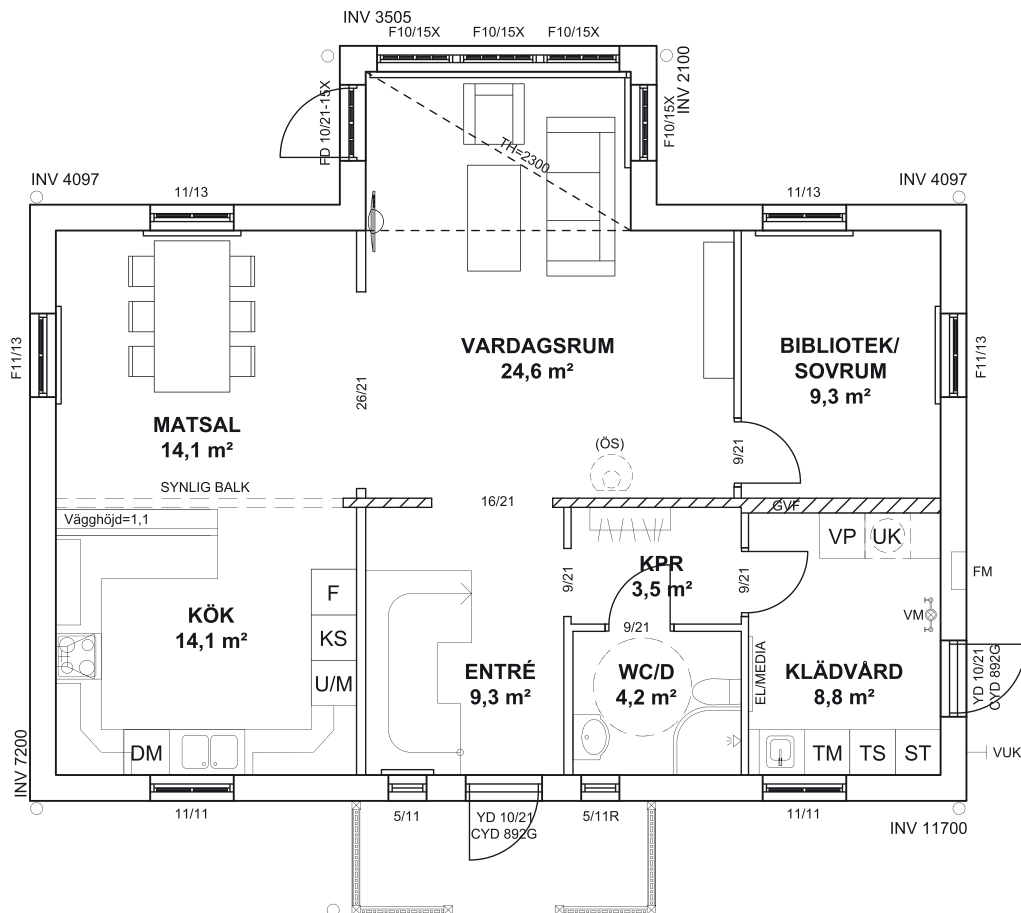 INV 3505
F10/15X
F10/15X
F10/15X
INV 2100
FD 10/21-15X
F10/15X
TH=2300
INV 4097
11/13
11/13
INV 4097
F11/13
VARDAGSRUM
24,6 m²
BIBLIOTEK/
SOVRUM
9,3 m²
F11/13
26/21
MATSAL
14,1 m²
(ÖS)
9/21
SYNLIG BALK
16/21
GVF
Vägghöjd=1,1
VP
UK
KPR
3,5 m²
9/21
9/21
FM
F
KÖK
14,1 m²
KS
VM
9/21
U/M
ENTRÉ
9,3 m²
WC/D
4,2 m²
EL/MEDIA
KLÄDVÅRD
8,8 m²
YD 10/21
CYD 892G
INV 7200
DM
TM
TS
ST
VUK
11/11
5/11
YD 10/21
CYD 892G
5/11R
11/11
INV 11700